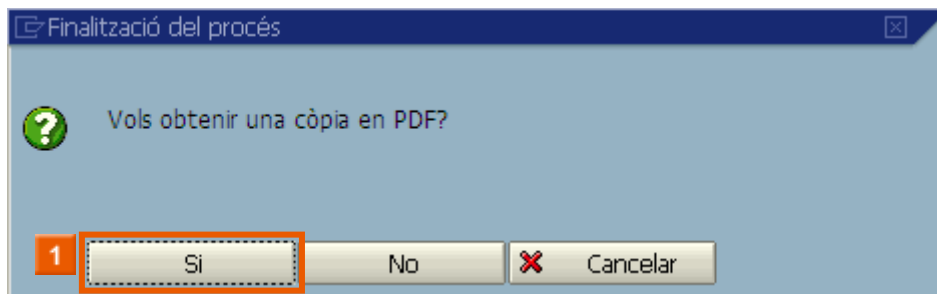 Finalització del procés
Vols obtenir una còpia en PDF?
1 Si No Cancelar